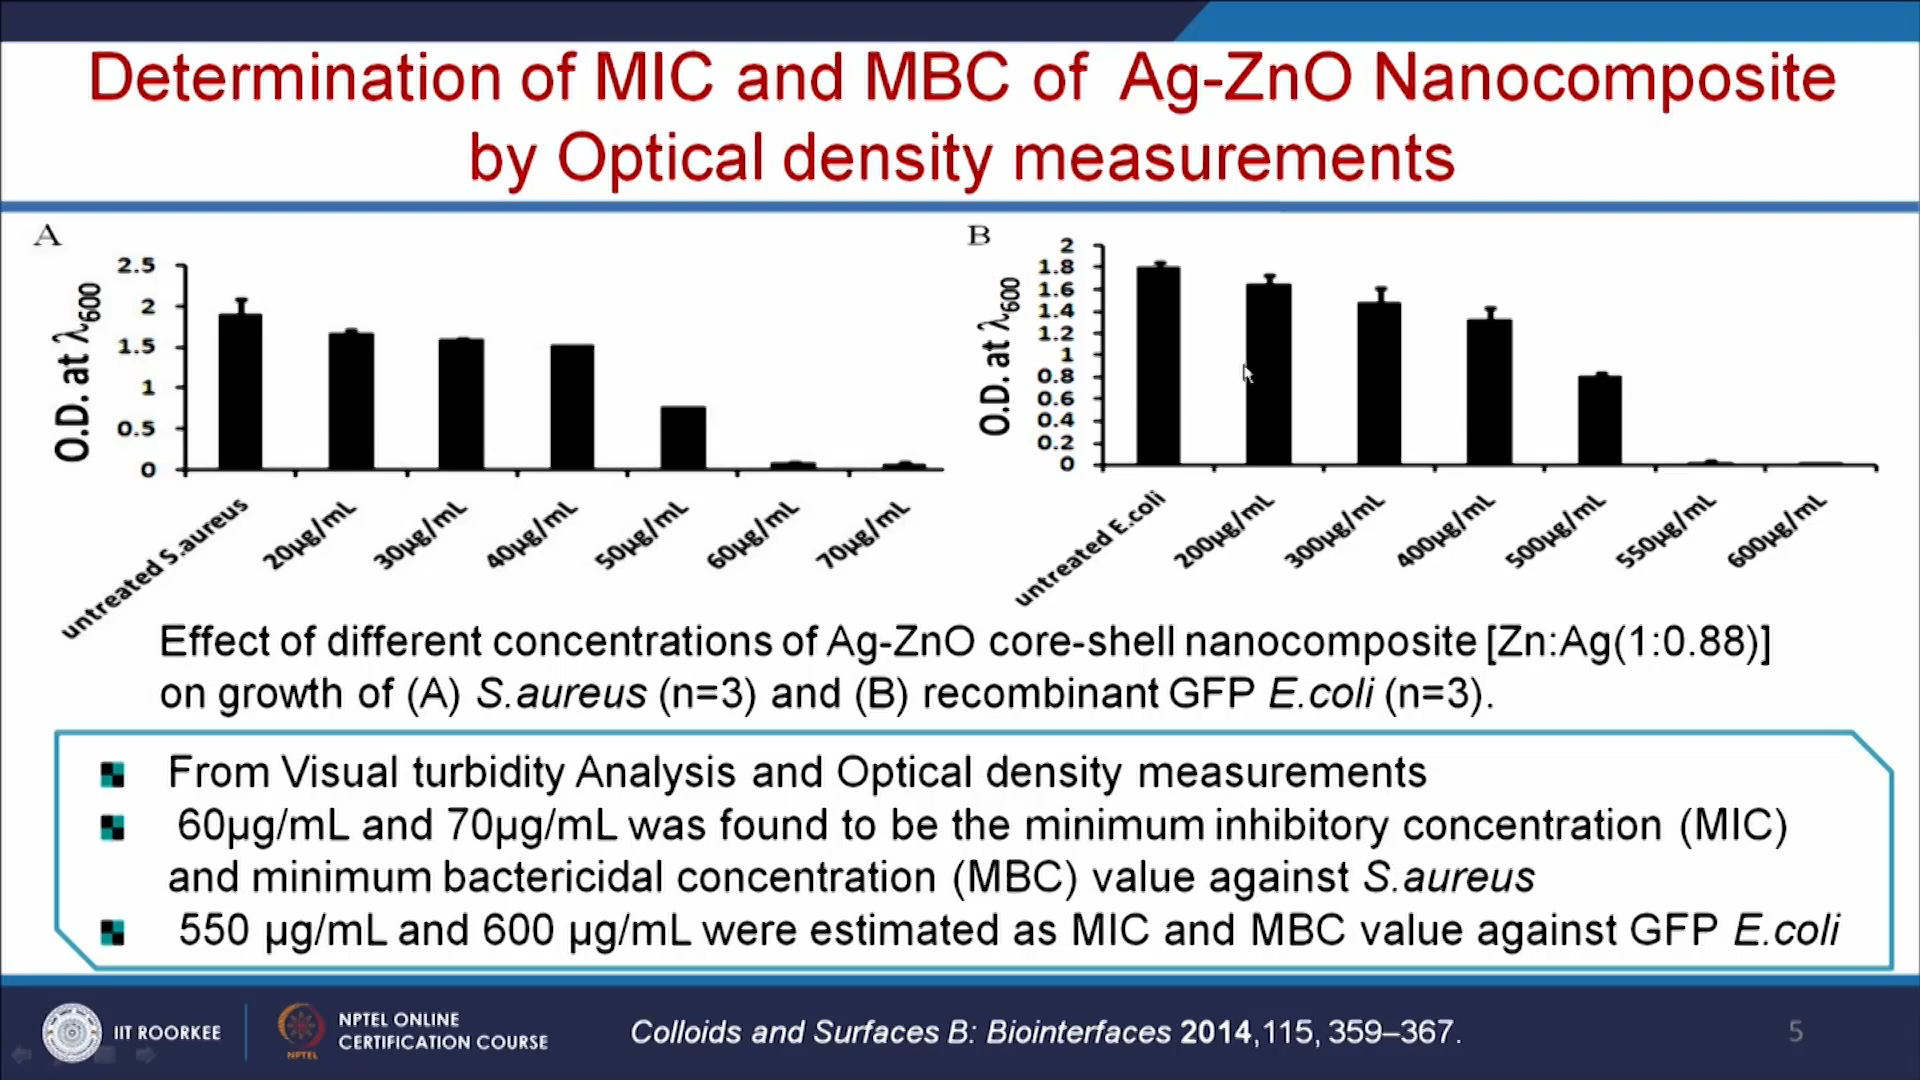 Determination of MIC and MBC of Ag-ZnO Nanocomposite
by Optical density measurements
A
O.D. at λ600
2.5
2
1.5
1
0.5
0
untreated S.aureus
20µg/mL
30µg/mL
40µg/mL
50µg/mL
60µg/mL
70µg/mL
B
O.D. at λ600
2
1.8
1.6
1.4
1.2
1
0.8
0.6
0.4
0.2
0
untreated E.coli
200µg/mL
300µg/mL
400µg/mL
500µg/mL
550µg/mL
600µg/mL
Effect of different concentrations of Ag-ZnO core-shell nanocomposite [Zn:Ag(1:0.88)]
on growth of (A) S.aureus (n=3) and (B) recombinant GFP E.coli (n=3).
From Visual turbidity Analysis and Optical density measurements
60µg/mL and 70µg/mL was found to be the minimum inhibitory concentration (MIC)
and minimum bactericidal concentration (MBC) value against S.aureus
550 µg/mL and 600 µg/mL were estimated as MIC and MBC value against GFP E.coli
IIT ROORKEE
NPTEL
NPTEL ONLINE
CERTIFICATION COURSE
Colloids and Surfaces B: Biointerfaces 2014,115, 359–367.
5